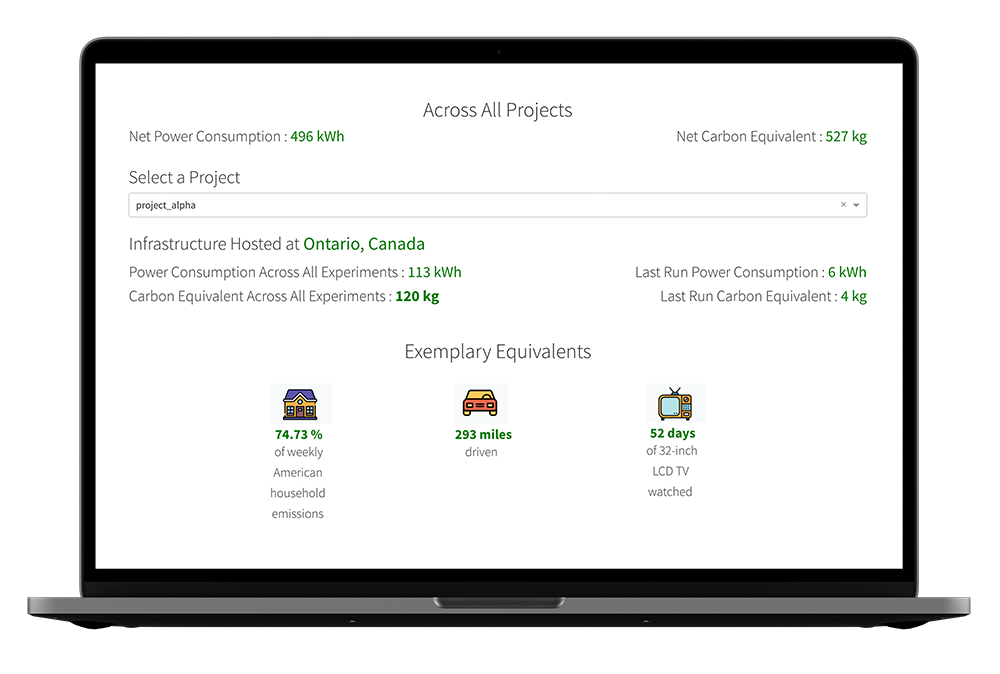 Across All Projects
Net Power Consumption : 496 kWh
Net Carbon Equivalent : 527 kg
Select a Project
project_alpha
Infrastructure Hosted at Ontario, Canada
Power Consumption Across All Experiments : 113 kWh
Last Run Power Consumption : 6 kWh
Carbon Equivalent Across All Experiments : 120 kg
Last Run Carbon Equivalent : 4 kg
Exemplary Equivalents
74.73 %
of weekly
American
household
emissions
293 miles
driven
52 days
of 32-inch
LCD TV
watched